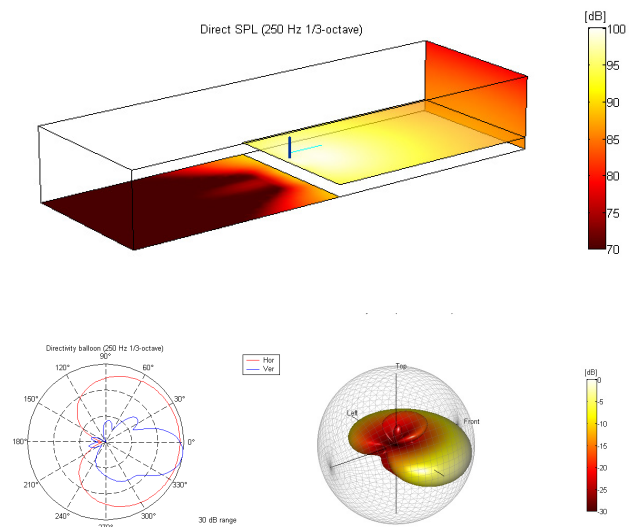 Direct SPL (250 Hz 1/3-octave)
[dB]
100
95
90
85
80
75
70
Directivity balloon (250 Hz 1/3-octave)
90°
120°
60°
150°
30°
180°
0°
210°
330°
240°
300°
270°
30 dB range
Hor
Ver
Top
Left
Front
[dB]
0
-5
-10
-15
-20
-25
-30